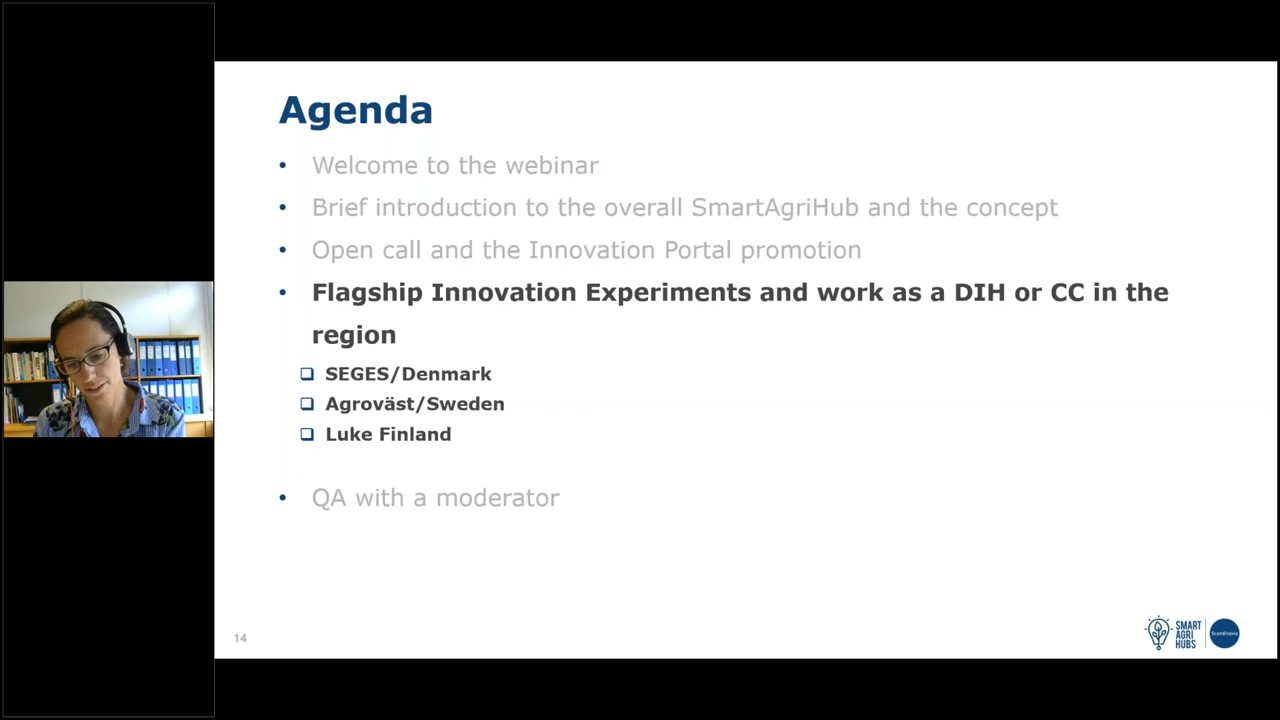 Agenda
• Welcome to the webinar
• Brief introduction to the overall SmartAgriHub and the concept
• Open call and the Innovation Portal promotion
• Flagship Innovation Experiments and work as a DIH or CC in the
region
❑ SEGES/Denmark
❑ Agroväst/Sweden
❑ Luke Finland
• QA with a moderator
14
SMART
AGRI
HUBS
Scandinavia